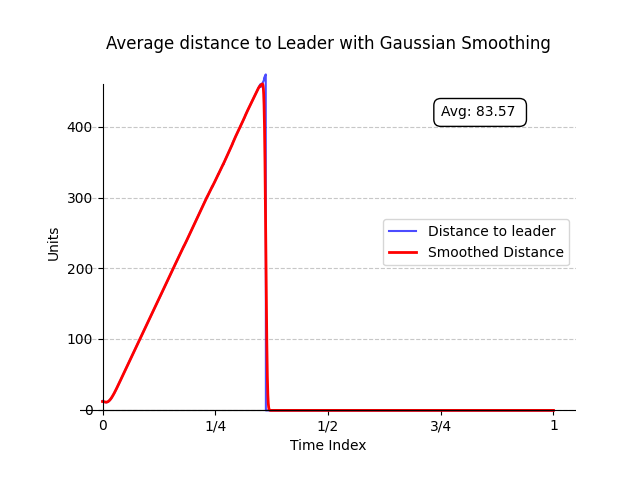 Average distance to Leader with Gaussian Smoothing
Avg: 83.57
400
300
200
100
0
Units
Distance to leader
Smoothed Distance
0 1/4 1/2 3/4 1
Time Index